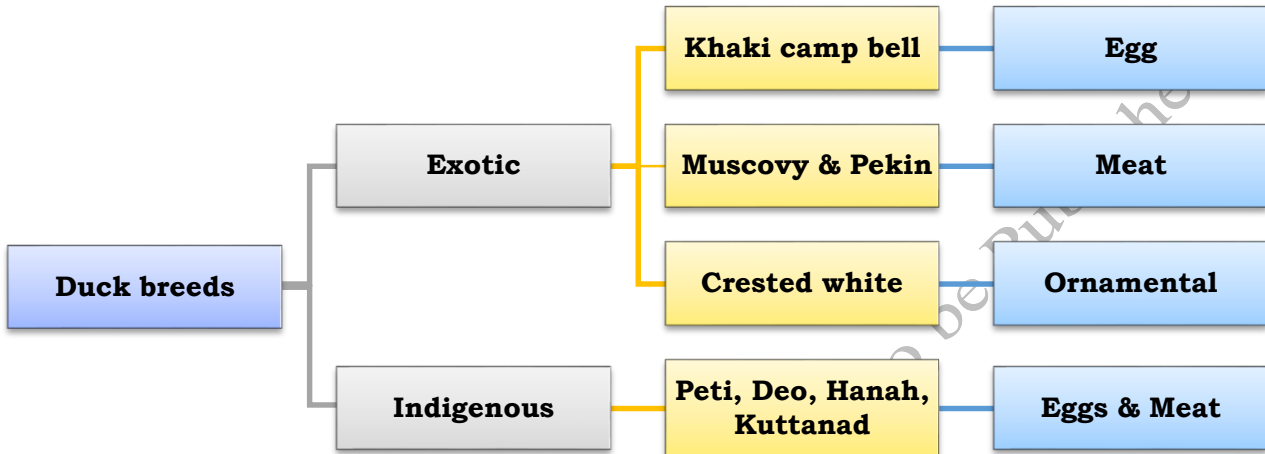 Khaki camp bell
Egg
Exotic
Muscovy & Pekin
Meat
Duck breeds
Crested white
Ornamental
Indigenous
Peti, Deo, Hanah,
Kuttanad
Eggs & Meat
be